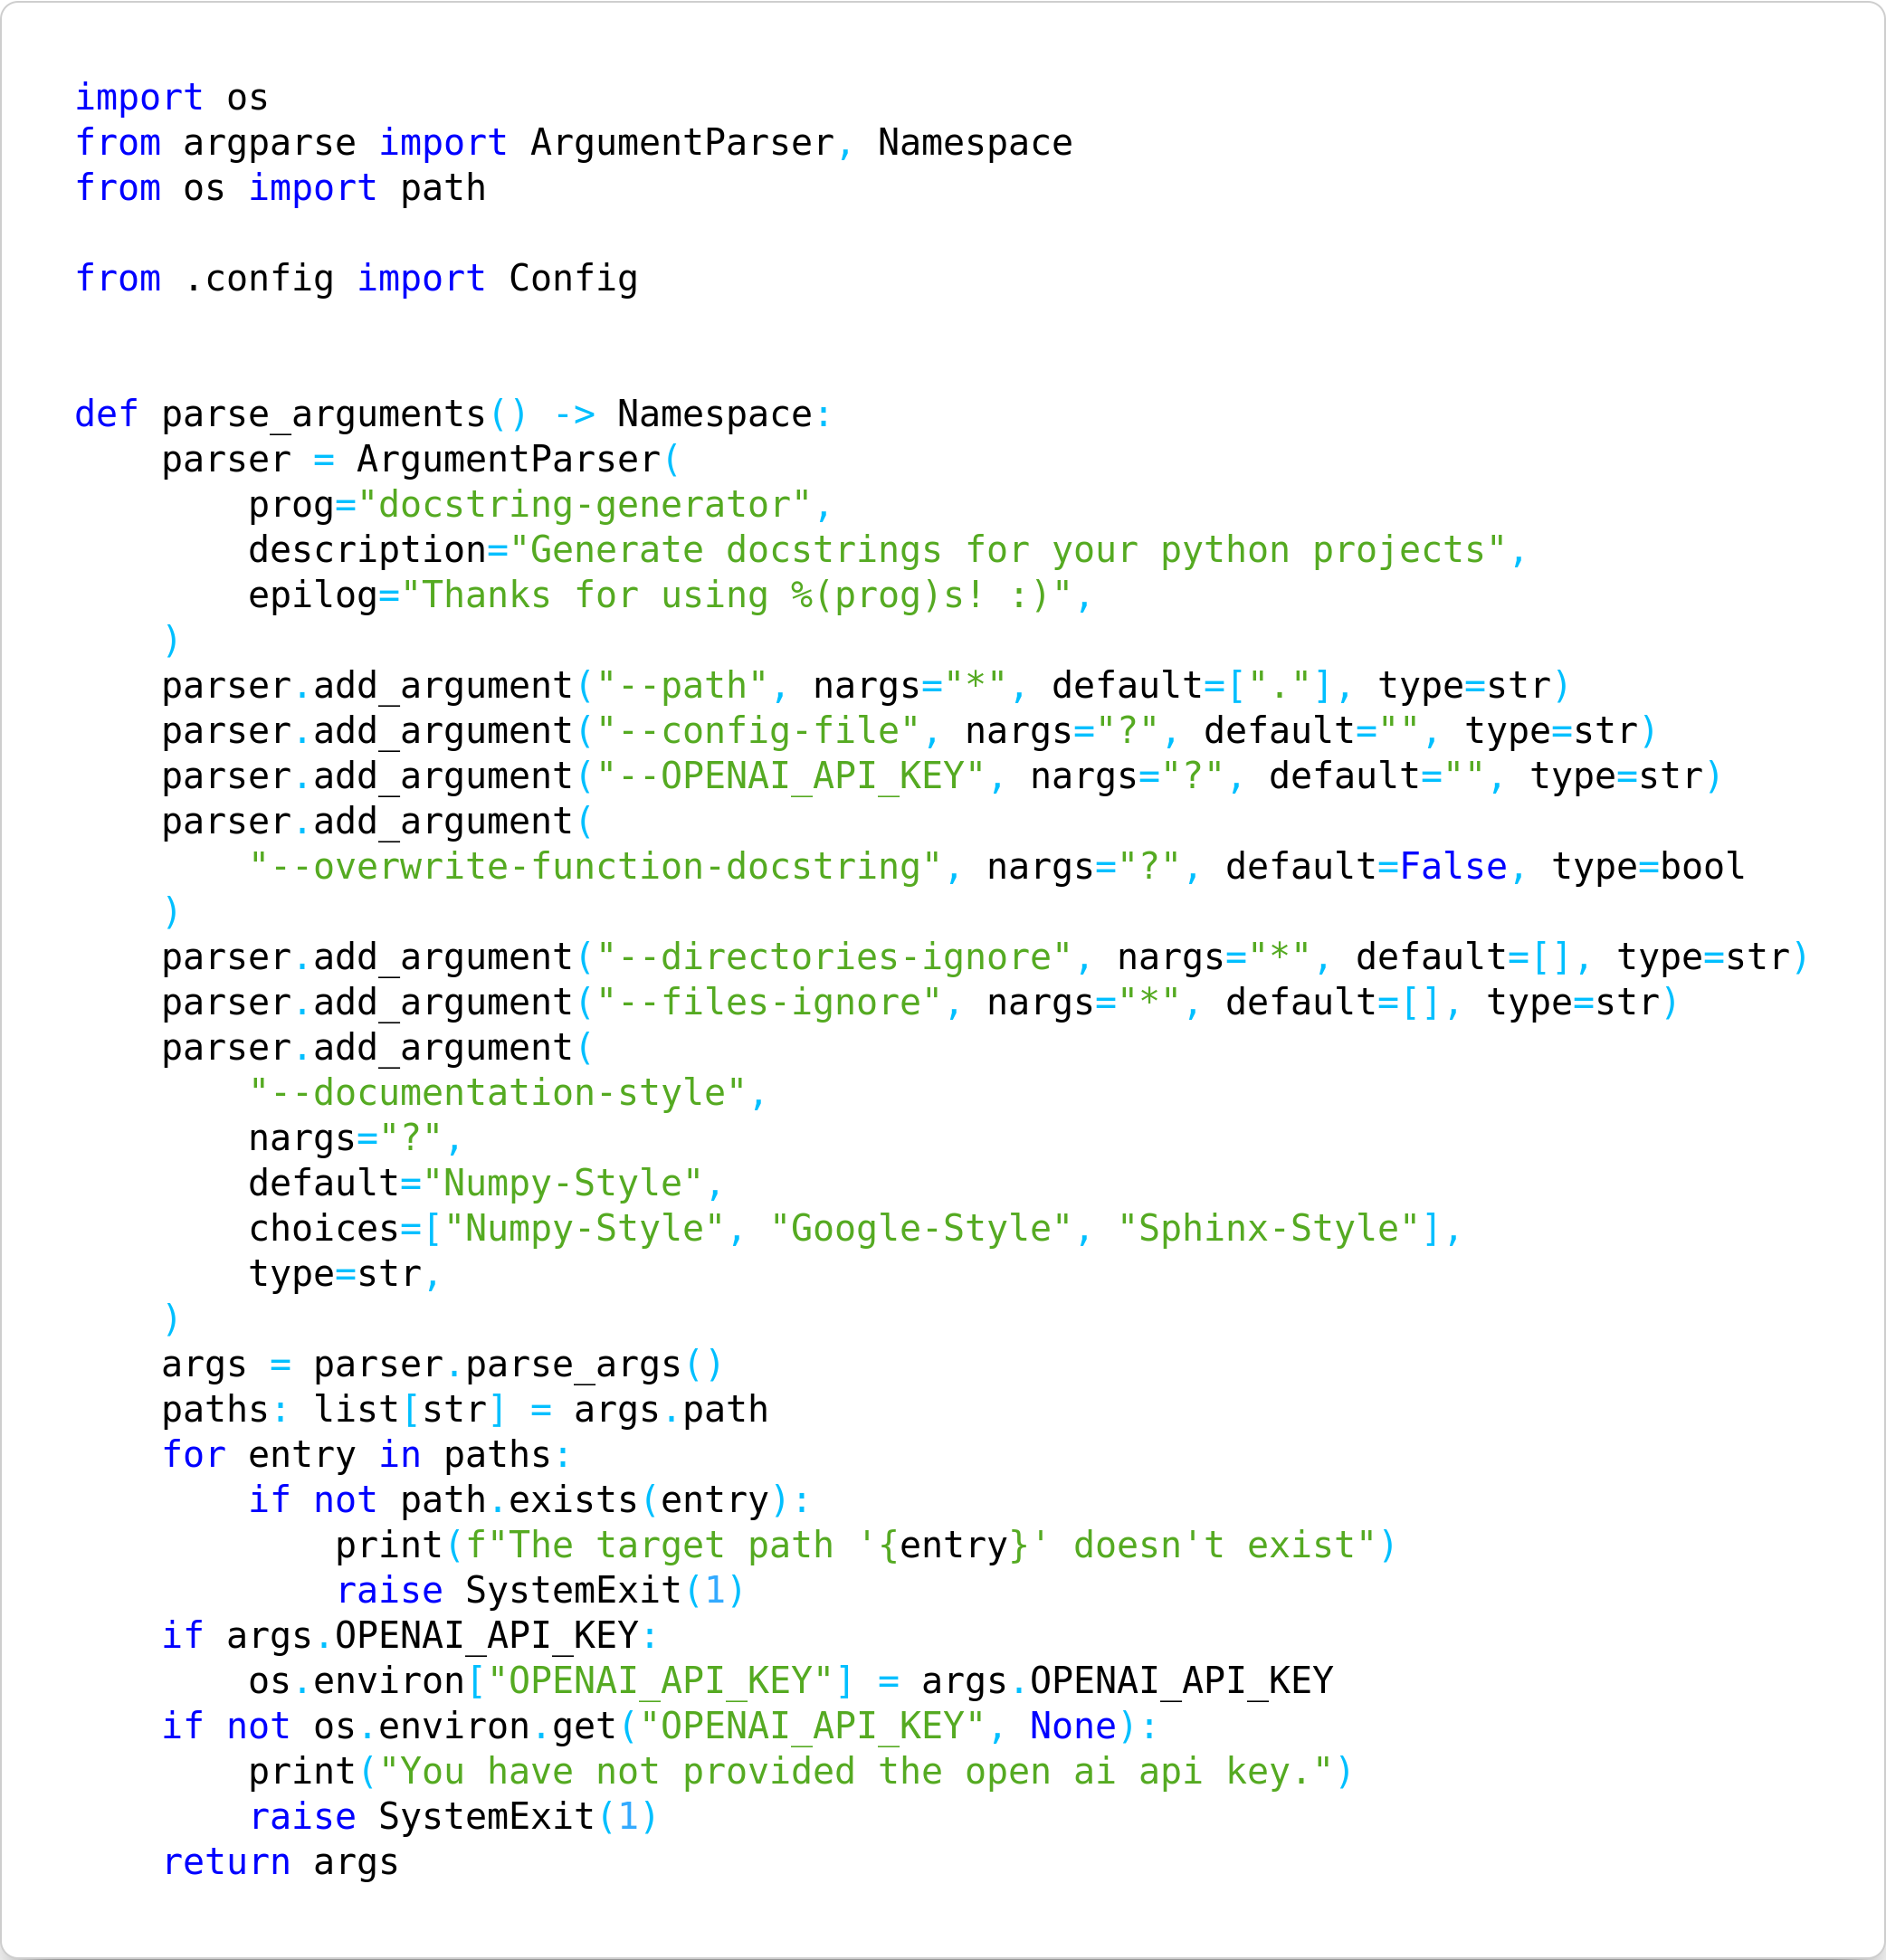 import os
from argparse import ArgumentParser, Namespace
from os import path

from .config import Config


def parse_arguments() -> Namespace:
    parser = ArgumentParser(
        prog="docstring-generator",
        description="Generate docstrings for your python projects",
        epilog="Thanks for using %(prog)s! :)",
    )
    parser.add_argument("--path", nargs="*", default=["."], type=str)
    parser.add_argument("--config-file", nargs="?", default="", type=str)
    parser.add_argument("--OPENAI_API_KEY", nargs="?", default="", type=str)
    parser.add_argument(
        "--overwrite-function-docstring", nargs="?", default=False, type=bool
    )
    parser.add_argument("--directories-ignore", nargs="*", default=[], type=str)
    parser.add_argument("--files-ignore", nargs="*", default=[], type=str)
    parser.add_argument(
        "--documentation-style",
        nargs="?",
        default="Numpy-Style",
        choices=["Numpy-Style", "Google-Style", "Sphinx-Style"],
        type=str,
    )
    args = parser.parse_args()
    paths: list[str] = args.path
    for entry in paths:
        if not path.exists(entry):
            print(f"The target path '{entry}' doesn't exist")
            raise SystemExit(1)
    if args.OPENAI_API_KEY:
        os.environ["OPENAI_API_KEY"] = args.OPENAI_API_KEY
    if not os.environ.get("OPENAI_API_KEY", None):
        print("You have not provided the open ai api key.")
        raise SystemExit(1)
    return args